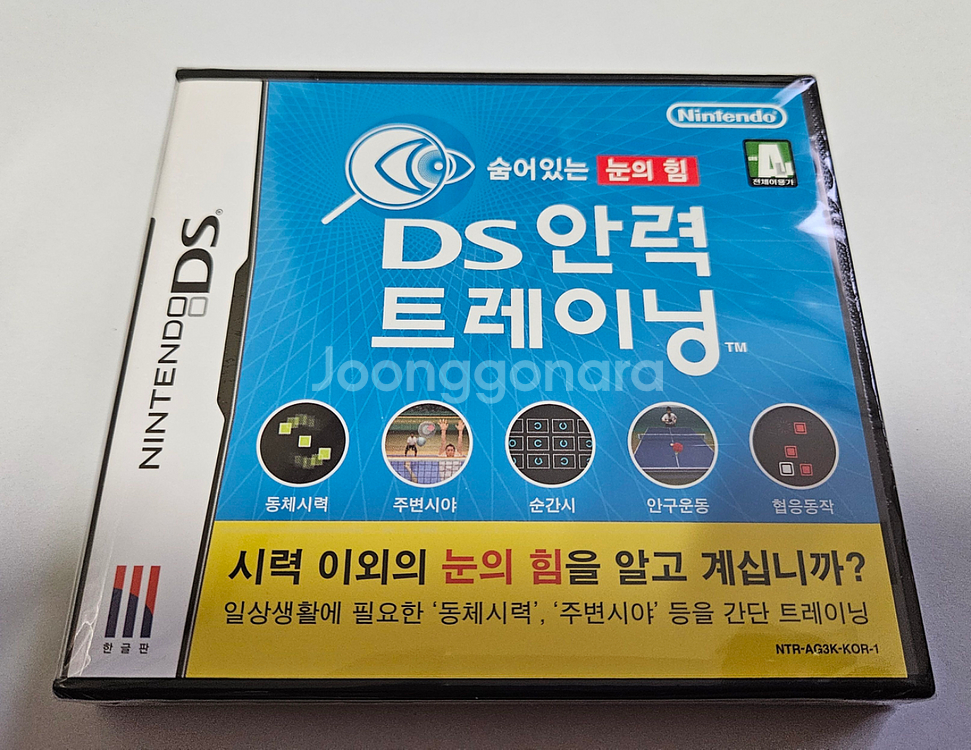 Nintendo
NINTENDO DS®
A
전체이용가
숨어있는 눈의 힘
DS 안력
트레이닝™
Joonggonara
동체시력
주변시야
순간시
안구운동
협응동작
시력 이외의 눈의 힘을 알고 계십니까?
일상생활에 필요한 ‘동체시력’, ‘주변시야’ 등을 간단 트레이닝
한글판
NTR-AG3K-KOR-1